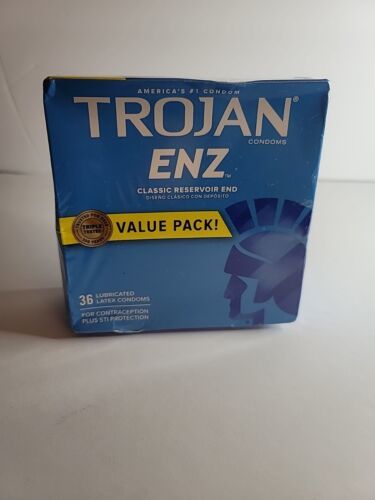 AMERICA'S #1 CONDOM
TROJAN®
CONDOMS
ENZ™
CLASSIC RESERVOIR END
DISEÑO CLÁSICO CON DEPÓSITO
TRIPLE
TESTED
VALUE PACK!
36 LUBRICATED
LATEX CONDOMS
FOR CONTRACEPTION
PLUS STI PROTECTION